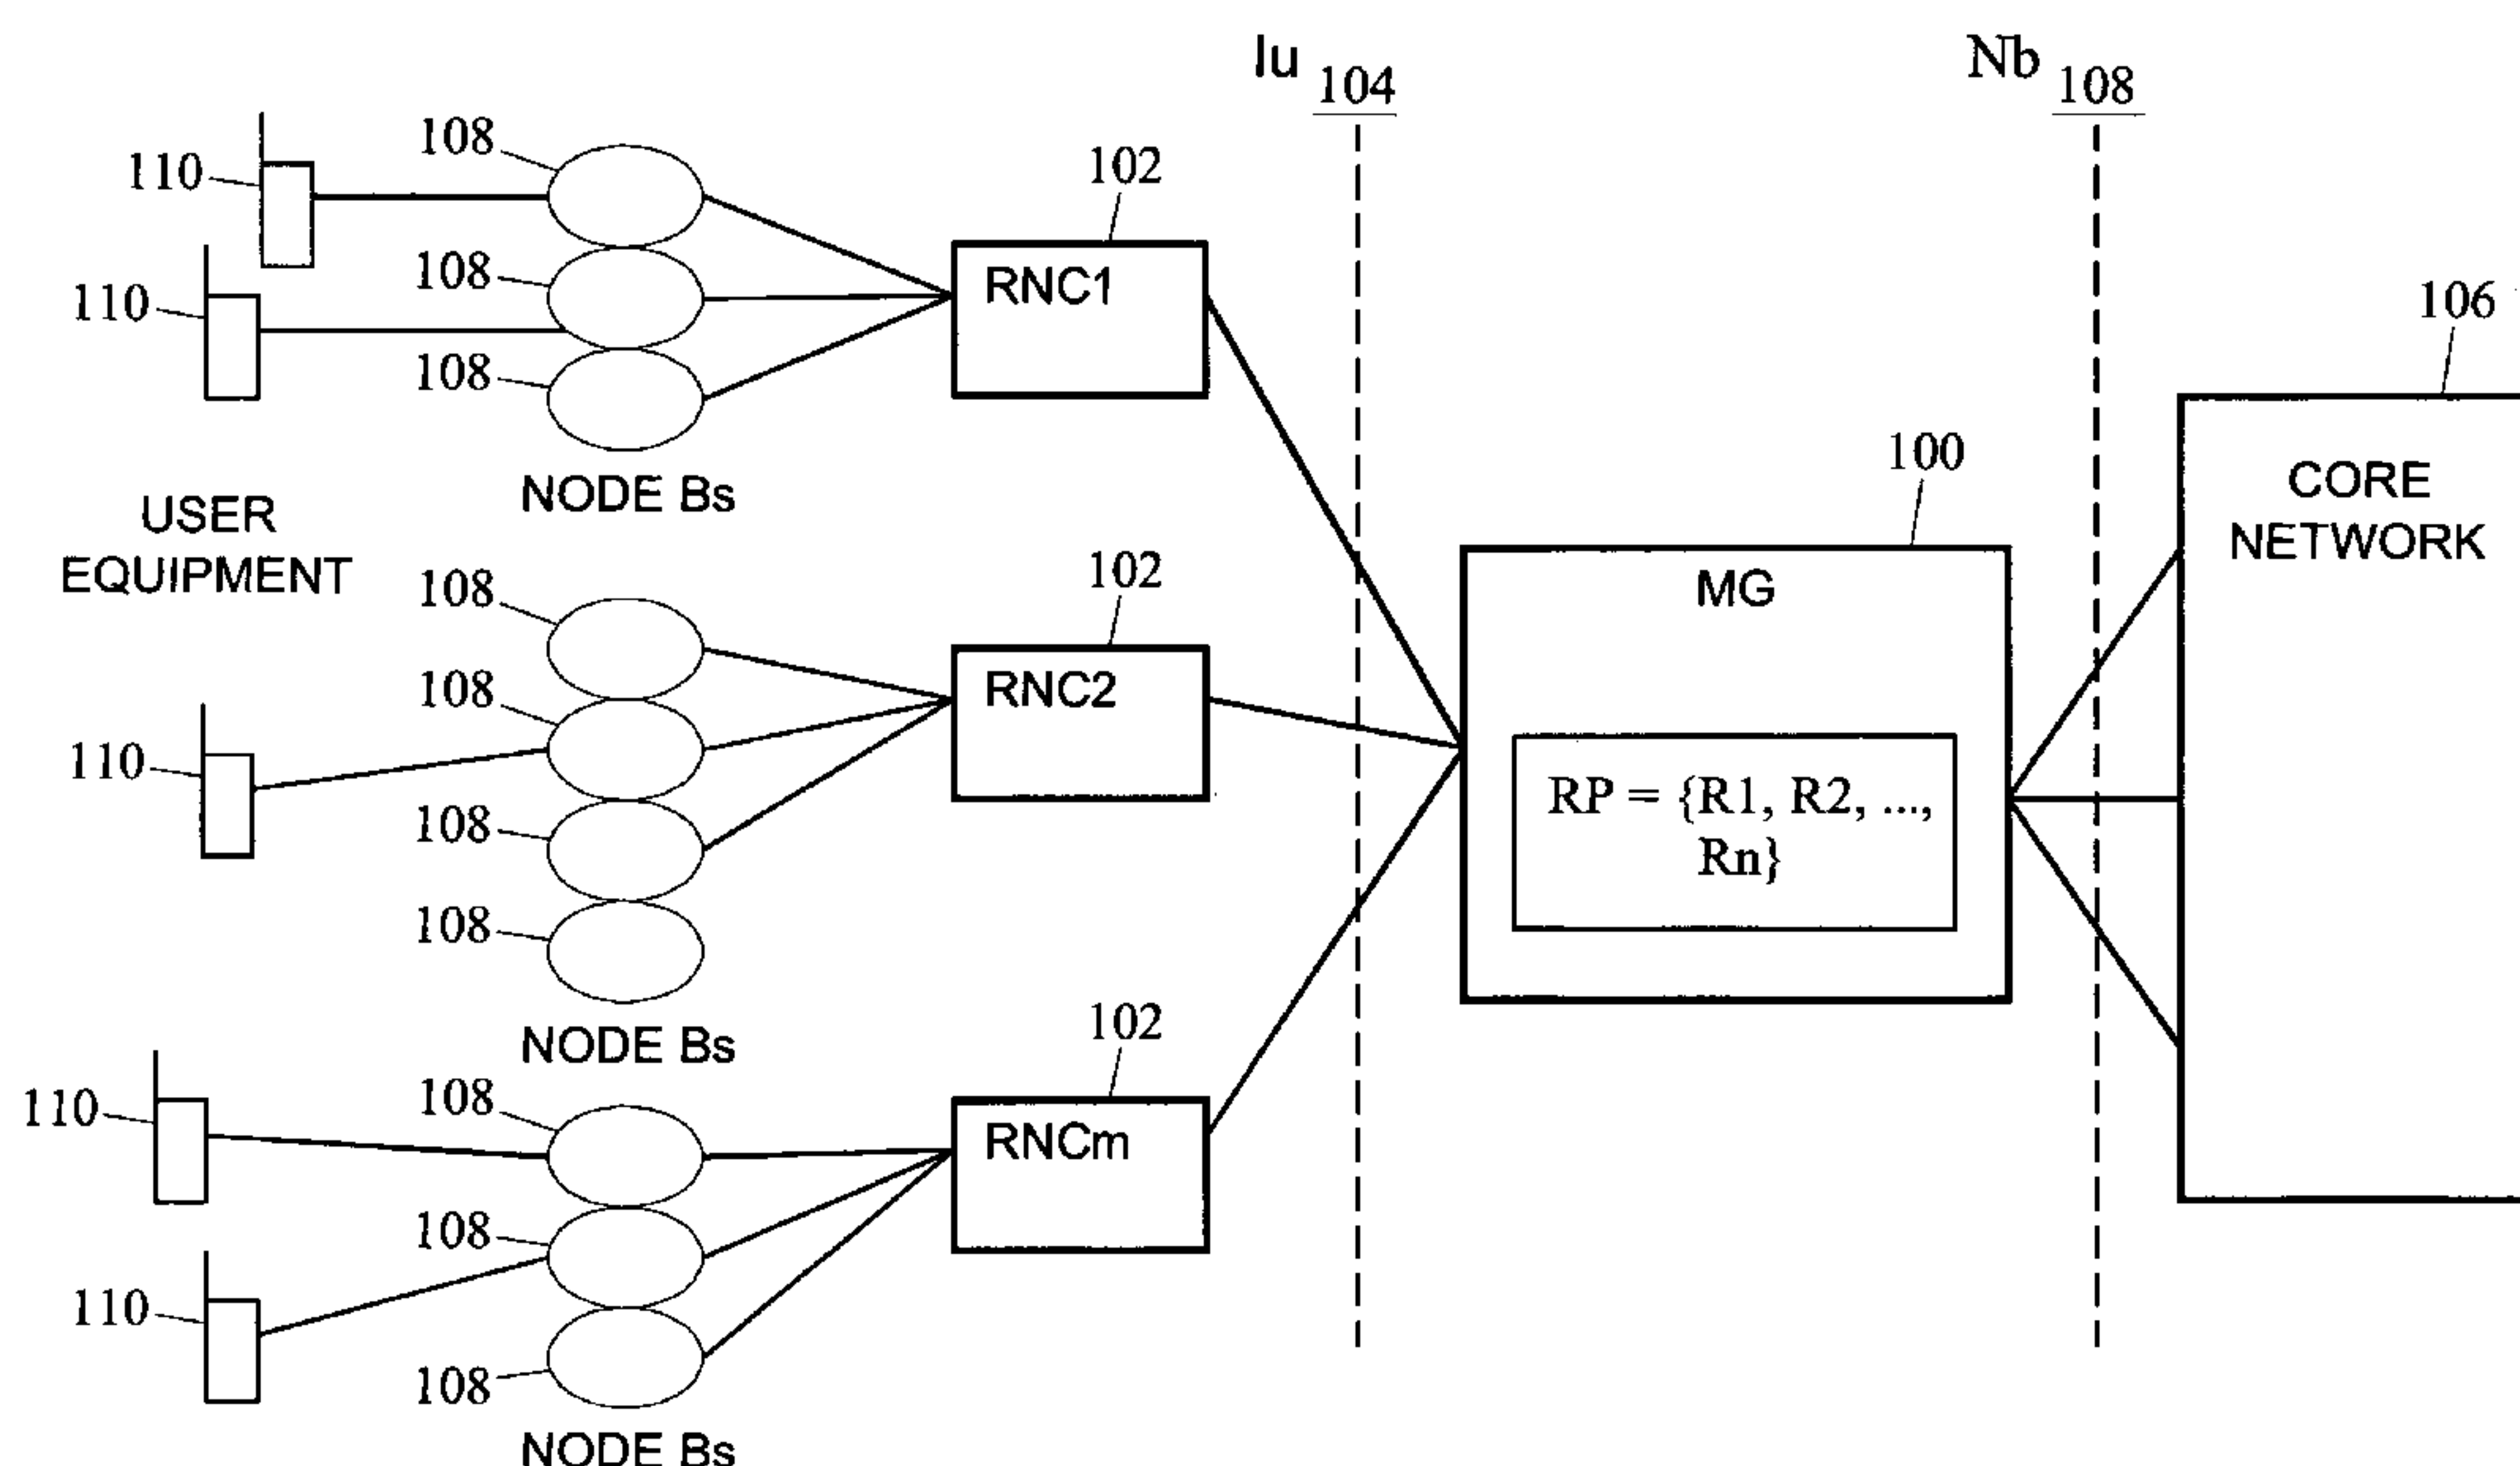 Iu
104
Nb
108
108
110
102
108
RNC1
110
106
108
100
CORE
NETWORK
NODE Bs
USER
EQUIPMENT
102
108
MG
108
RNC2
110
RP = {R1, R2, ...,
Rn}
108
108
102
NODE Bs
108
110
RNCm
108
110
108
NODE Bs